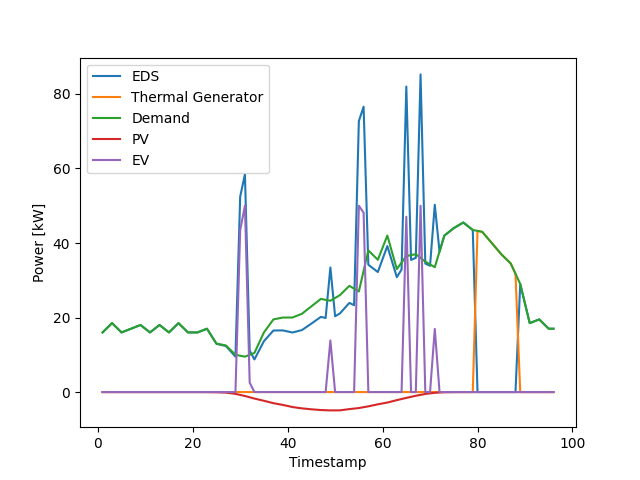 EDS
Thermal Generator
Demand
PV
EV
Power [kW]
80
60
40
20
0
0 20 40 60 80 100
Timestamp